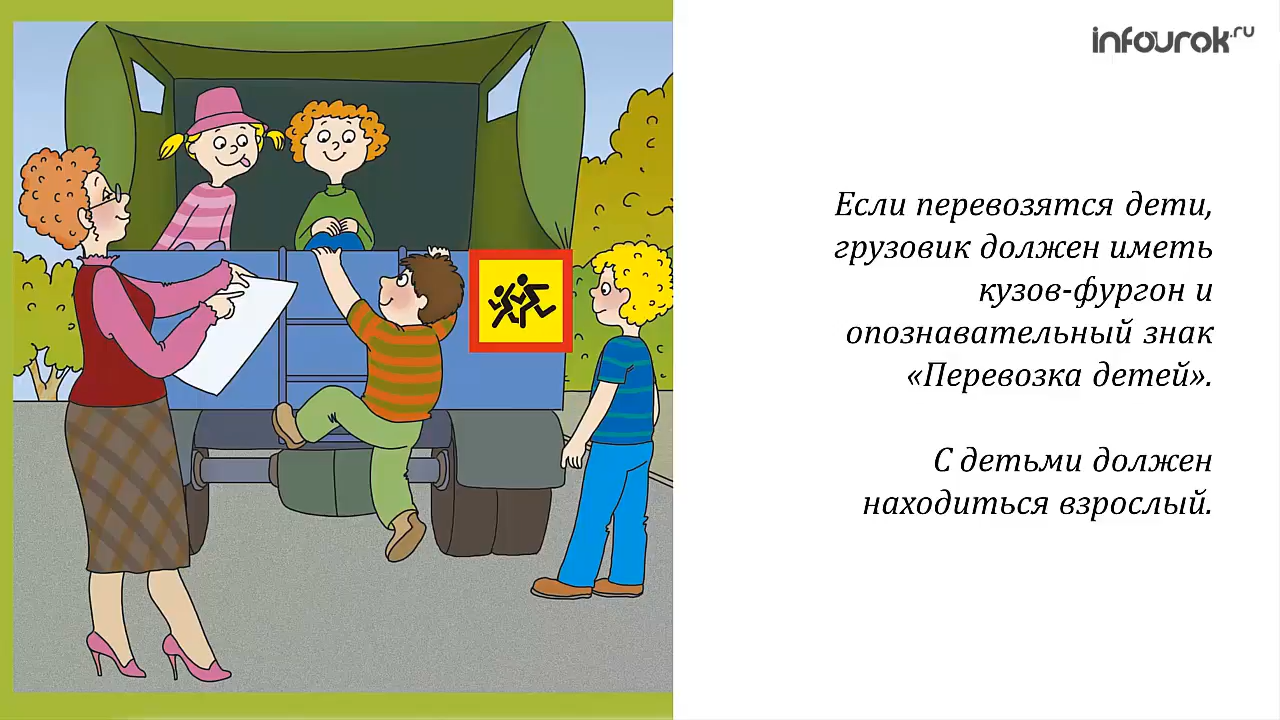 infourok.ru
Если перевозятся дети,
грузовик должен иметь
кузов-фургон и
опознавательный знак
«Перевозка детей».
С детьми должен
находиться взрослый.